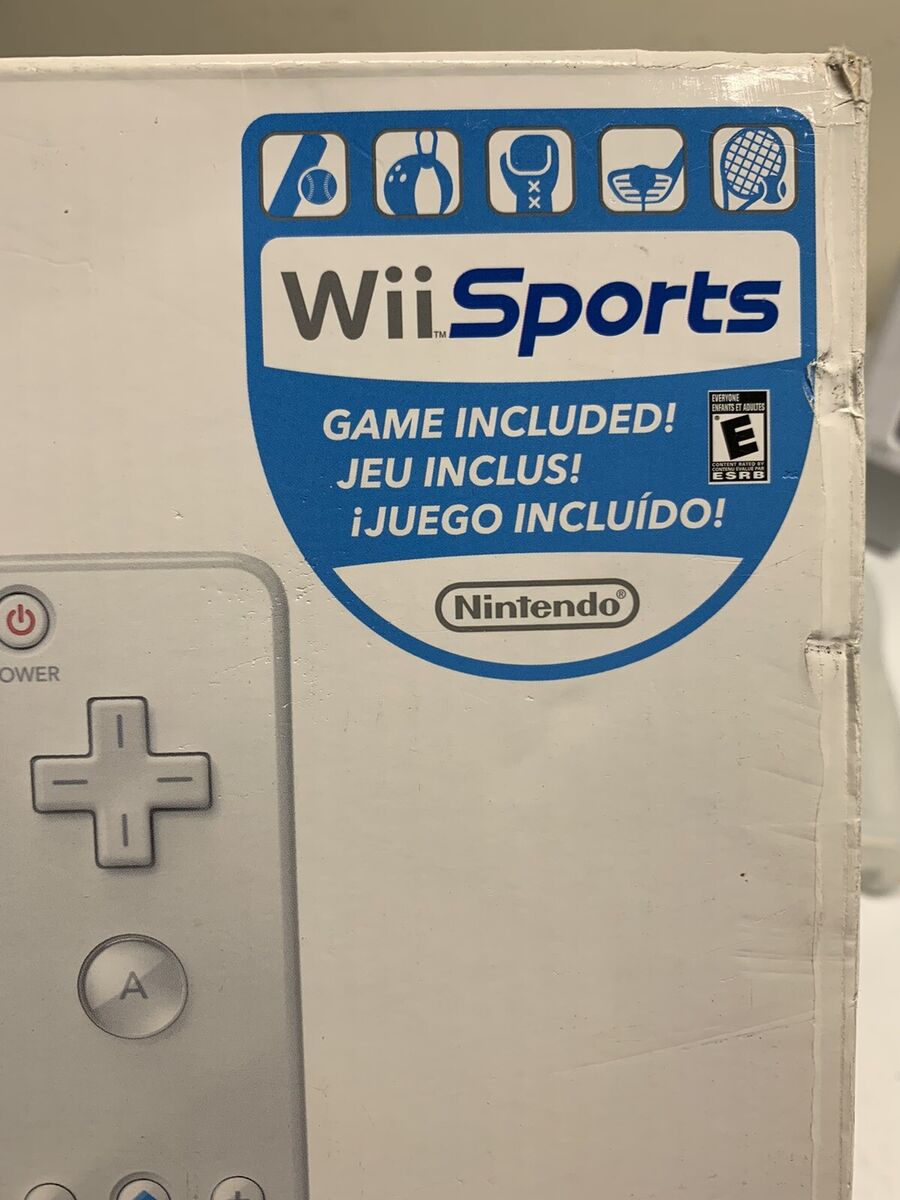 Wii Sports
TM
GAME INCLUDED!
JEU INCLUS!
¡JUEGO INCLUÍDO!
EVERYONE
ENFANTS ET ADULTES
E
®
CONTENT RATED BY
CONTENU ÉVALUÉ PAR
ESRB
Nintendo®
OWER
A